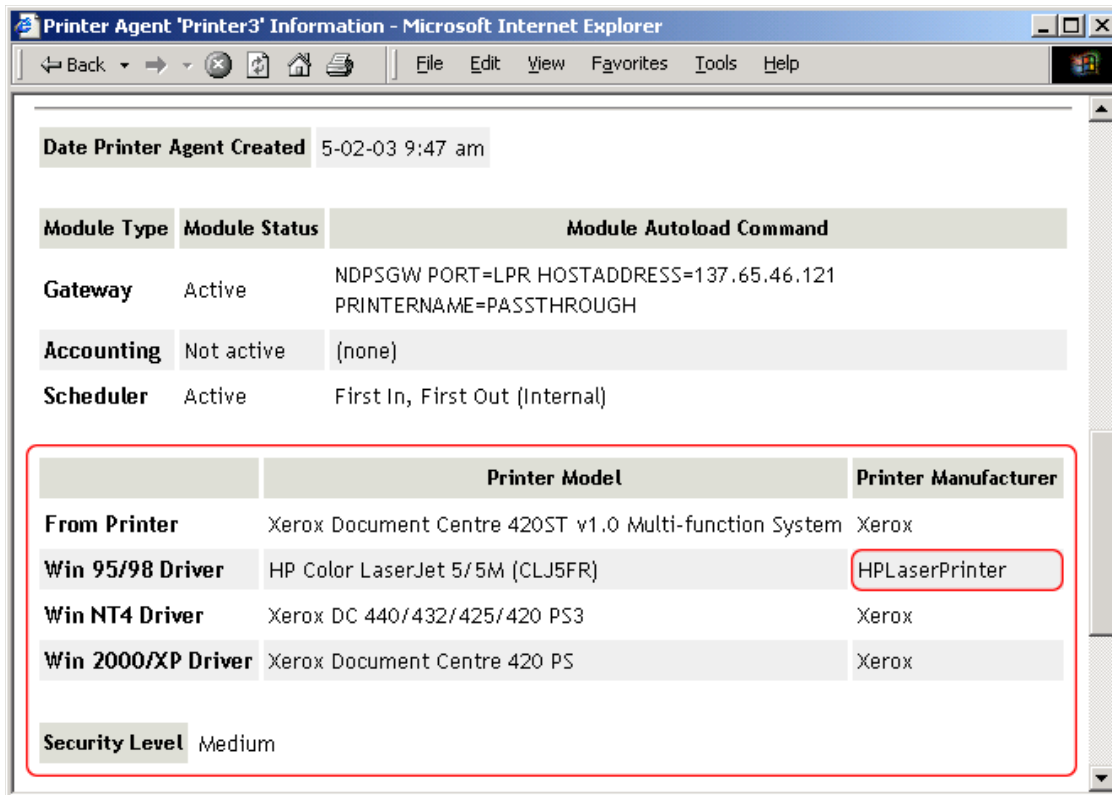 Printer Agent 'Printer3' Information - Microsoft Internet Explorer
Back File Edit View Favorites Tools Help
Date Printer Agent Created 5-02-03 9:47 am
Module Type Module Status Module Autoload Command
Gateway Active NDPSGW PORT=LPR HOSTADDRESS=137.65.46.121
PRINTERNAME=PASSTHROUGH
Accounting Not active (none)
Scheduler Active First In, First Out (Internal)
Printer Model Printer Manufacturer
From Printer Xerox Document Centre 420ST v1.0 Multi-function System Xerox
Win 95/98 Driver HP Color LaserJet 5/5M (CLJ5FR) HPLaserPrinter
Win NT4 Driver Xerox DC 440/432/425/420 PS3 Xerox
Win 2000/XP Driver Xerox Document Centre 420 PS Xerox
Security Level Medium